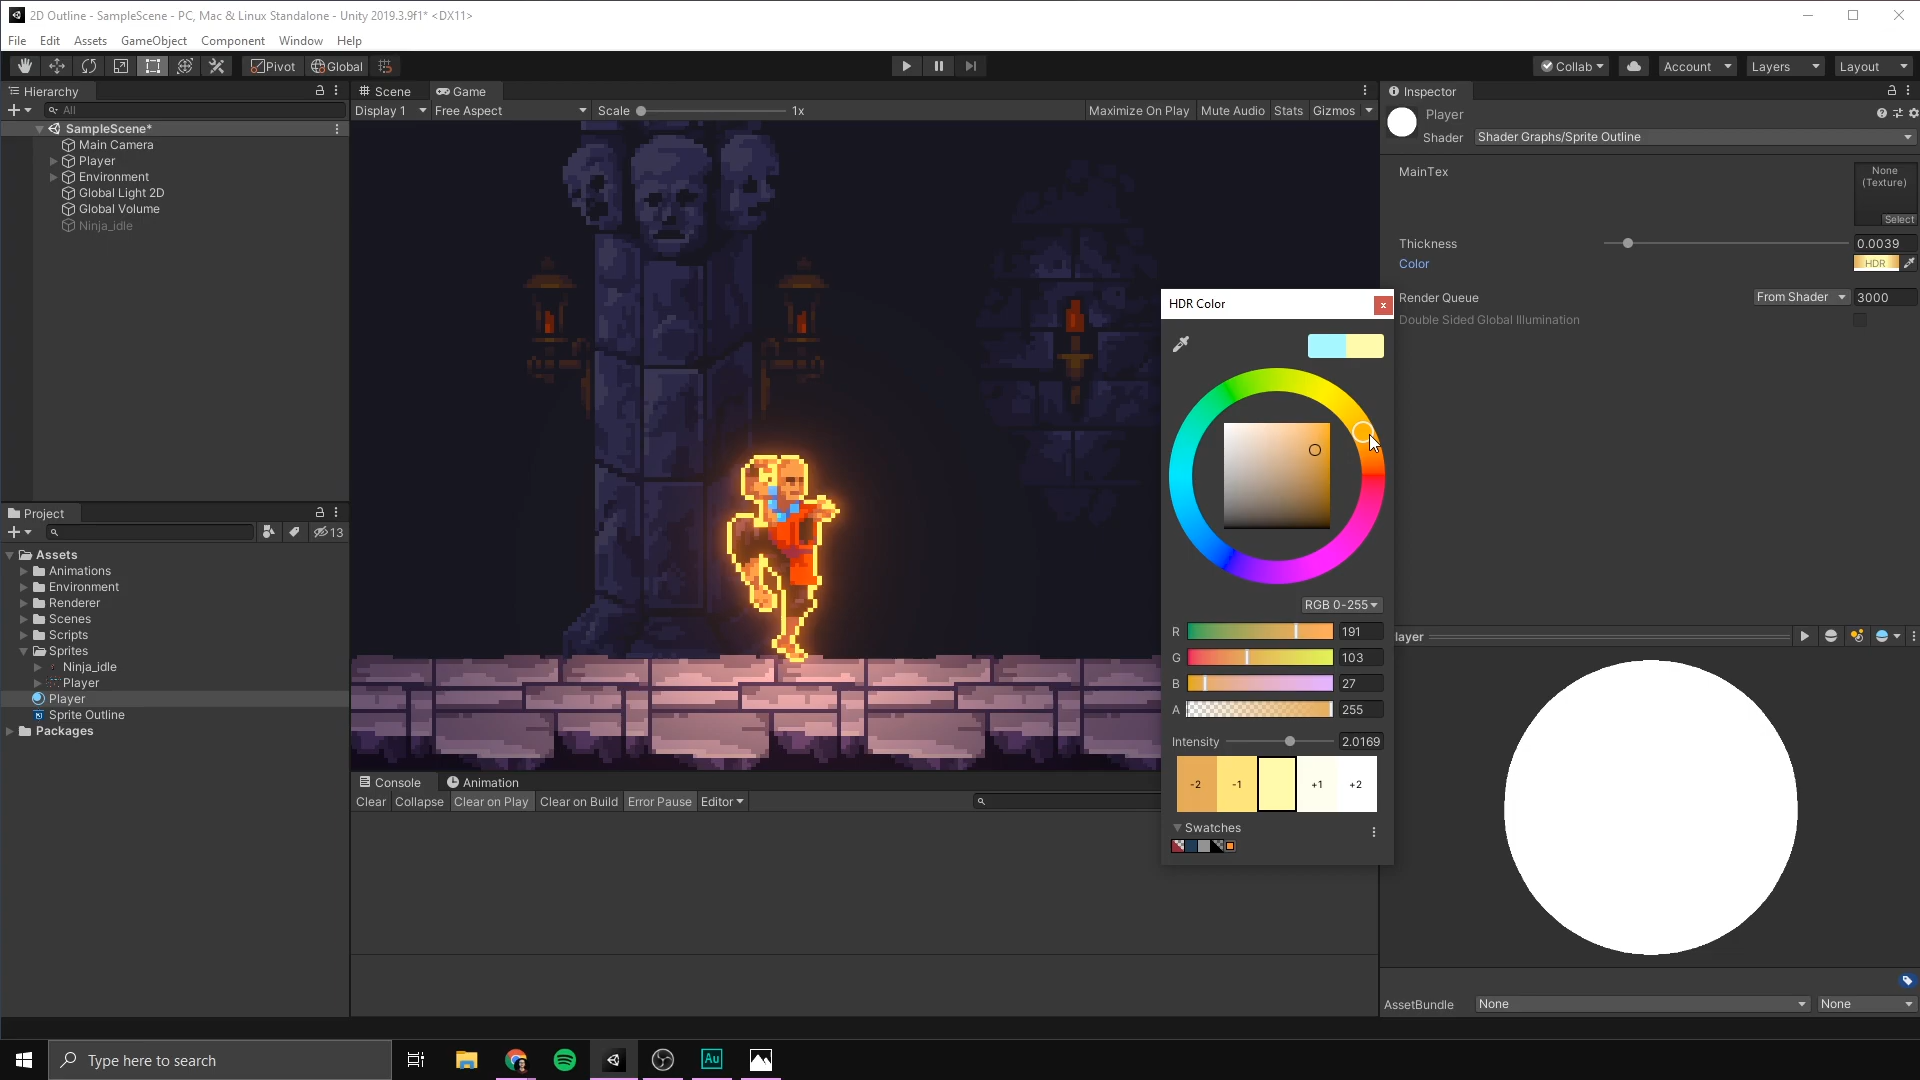 2D Outline - SampleScene - PC, Mac & Linux Standalone - Unity 2019.3.9f1* <DX11>
File Edit Assets GameObject Component Window Help
Pivot Global Collab Account Layers Layout
Hierarchy
All
SampleScene*
Main Camera
Player
Environment
Global Light 2D
Global Volume
Ninja_idle
Scene Game
Display 1 Free Aspect Scale 1x Maximize On Play Mute Audio Stats Gizmos
Inspector
Player
Shader Shader Graphs/Sprite Outline
MainTex
None
(Texture)
Select
Thickness 0.0039
Color HDR
Render Queue From Shader 3000
Double Sided Global Illumination
HDR Color
x
RGB 0-255
R 191
G 103
B 27
A 255
Intensity 2.0169
-2 -1 +1 +2
Swatches
Project
13
Assets
Animations
Environment
Renderer
Scenes
Scripts
Sprites
Ninja_idle
Player
Player
Sprite Outline
Packages
Console Animation
Clear Collapse Clear on Play Clear on Build Error Pause Editor
layer
AssetBundle None None
Type here to search
Au